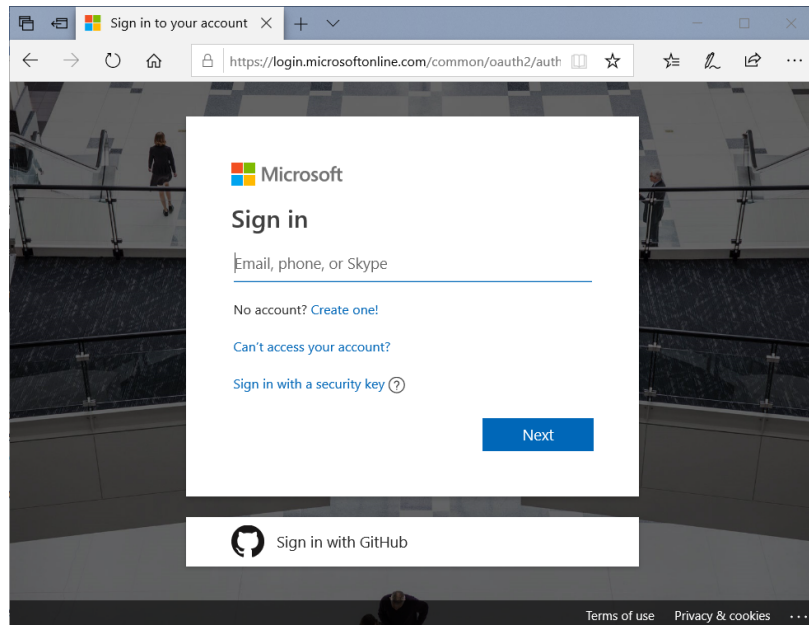 Sign in to your account
https://login.microsoftonline.com/common/oauth2/auth
Microsoft
Sign in
Email, phone, or Skype
No account? Create one!
Can't access your account?
Sign in with a security key ?
Next
Sign in with GitHub
Terms of use Privacy & cookies ...